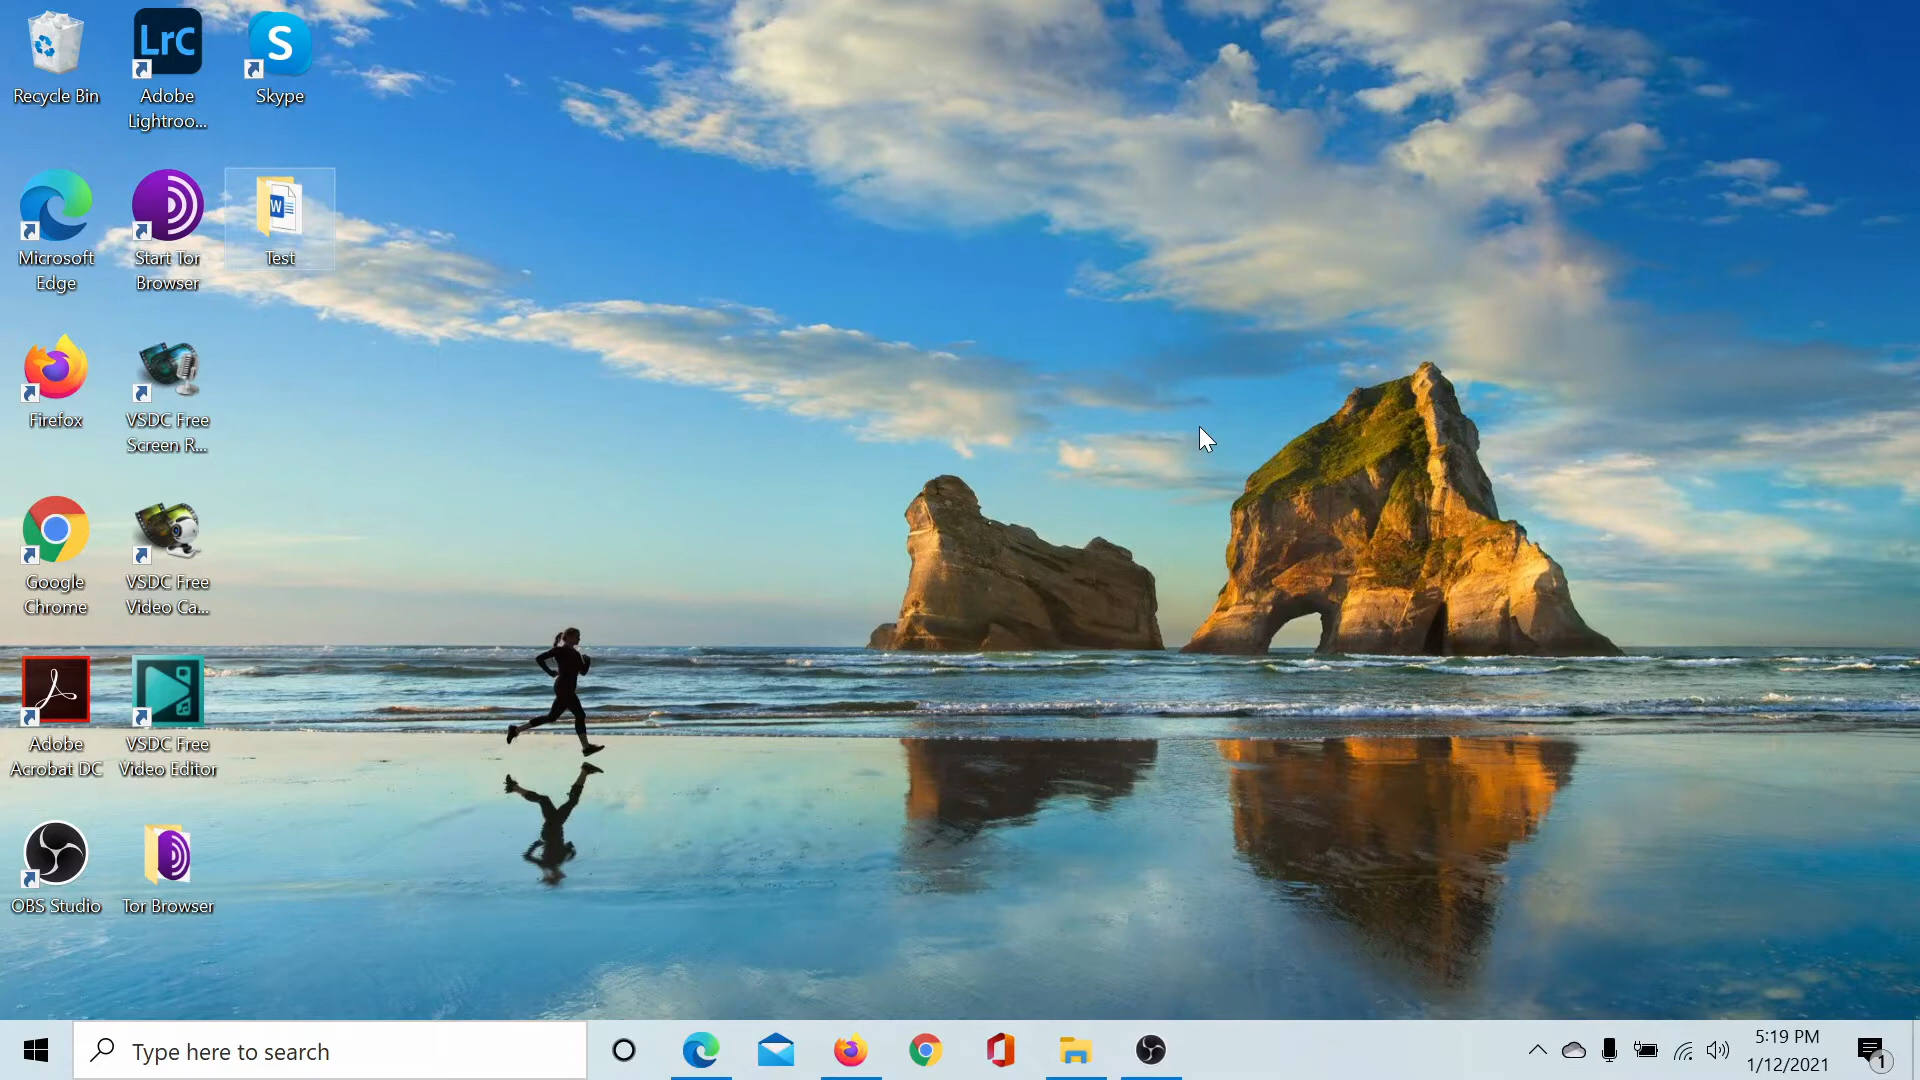 Recycle Bin
LrC
Adobe
Lightroo...
S
Skype
Microsoft
Edge
Start Tor
Browser
W
Test
Firefox
VSDC Free
Screen R...
Google
Chrome
VSDC Free
Video Ca...
Adobe
Acrobat DC
VSDC Free
Video Editor
OBS Studio
Tor Browser
Type here to search
5:19 PM
1/12/2021
1